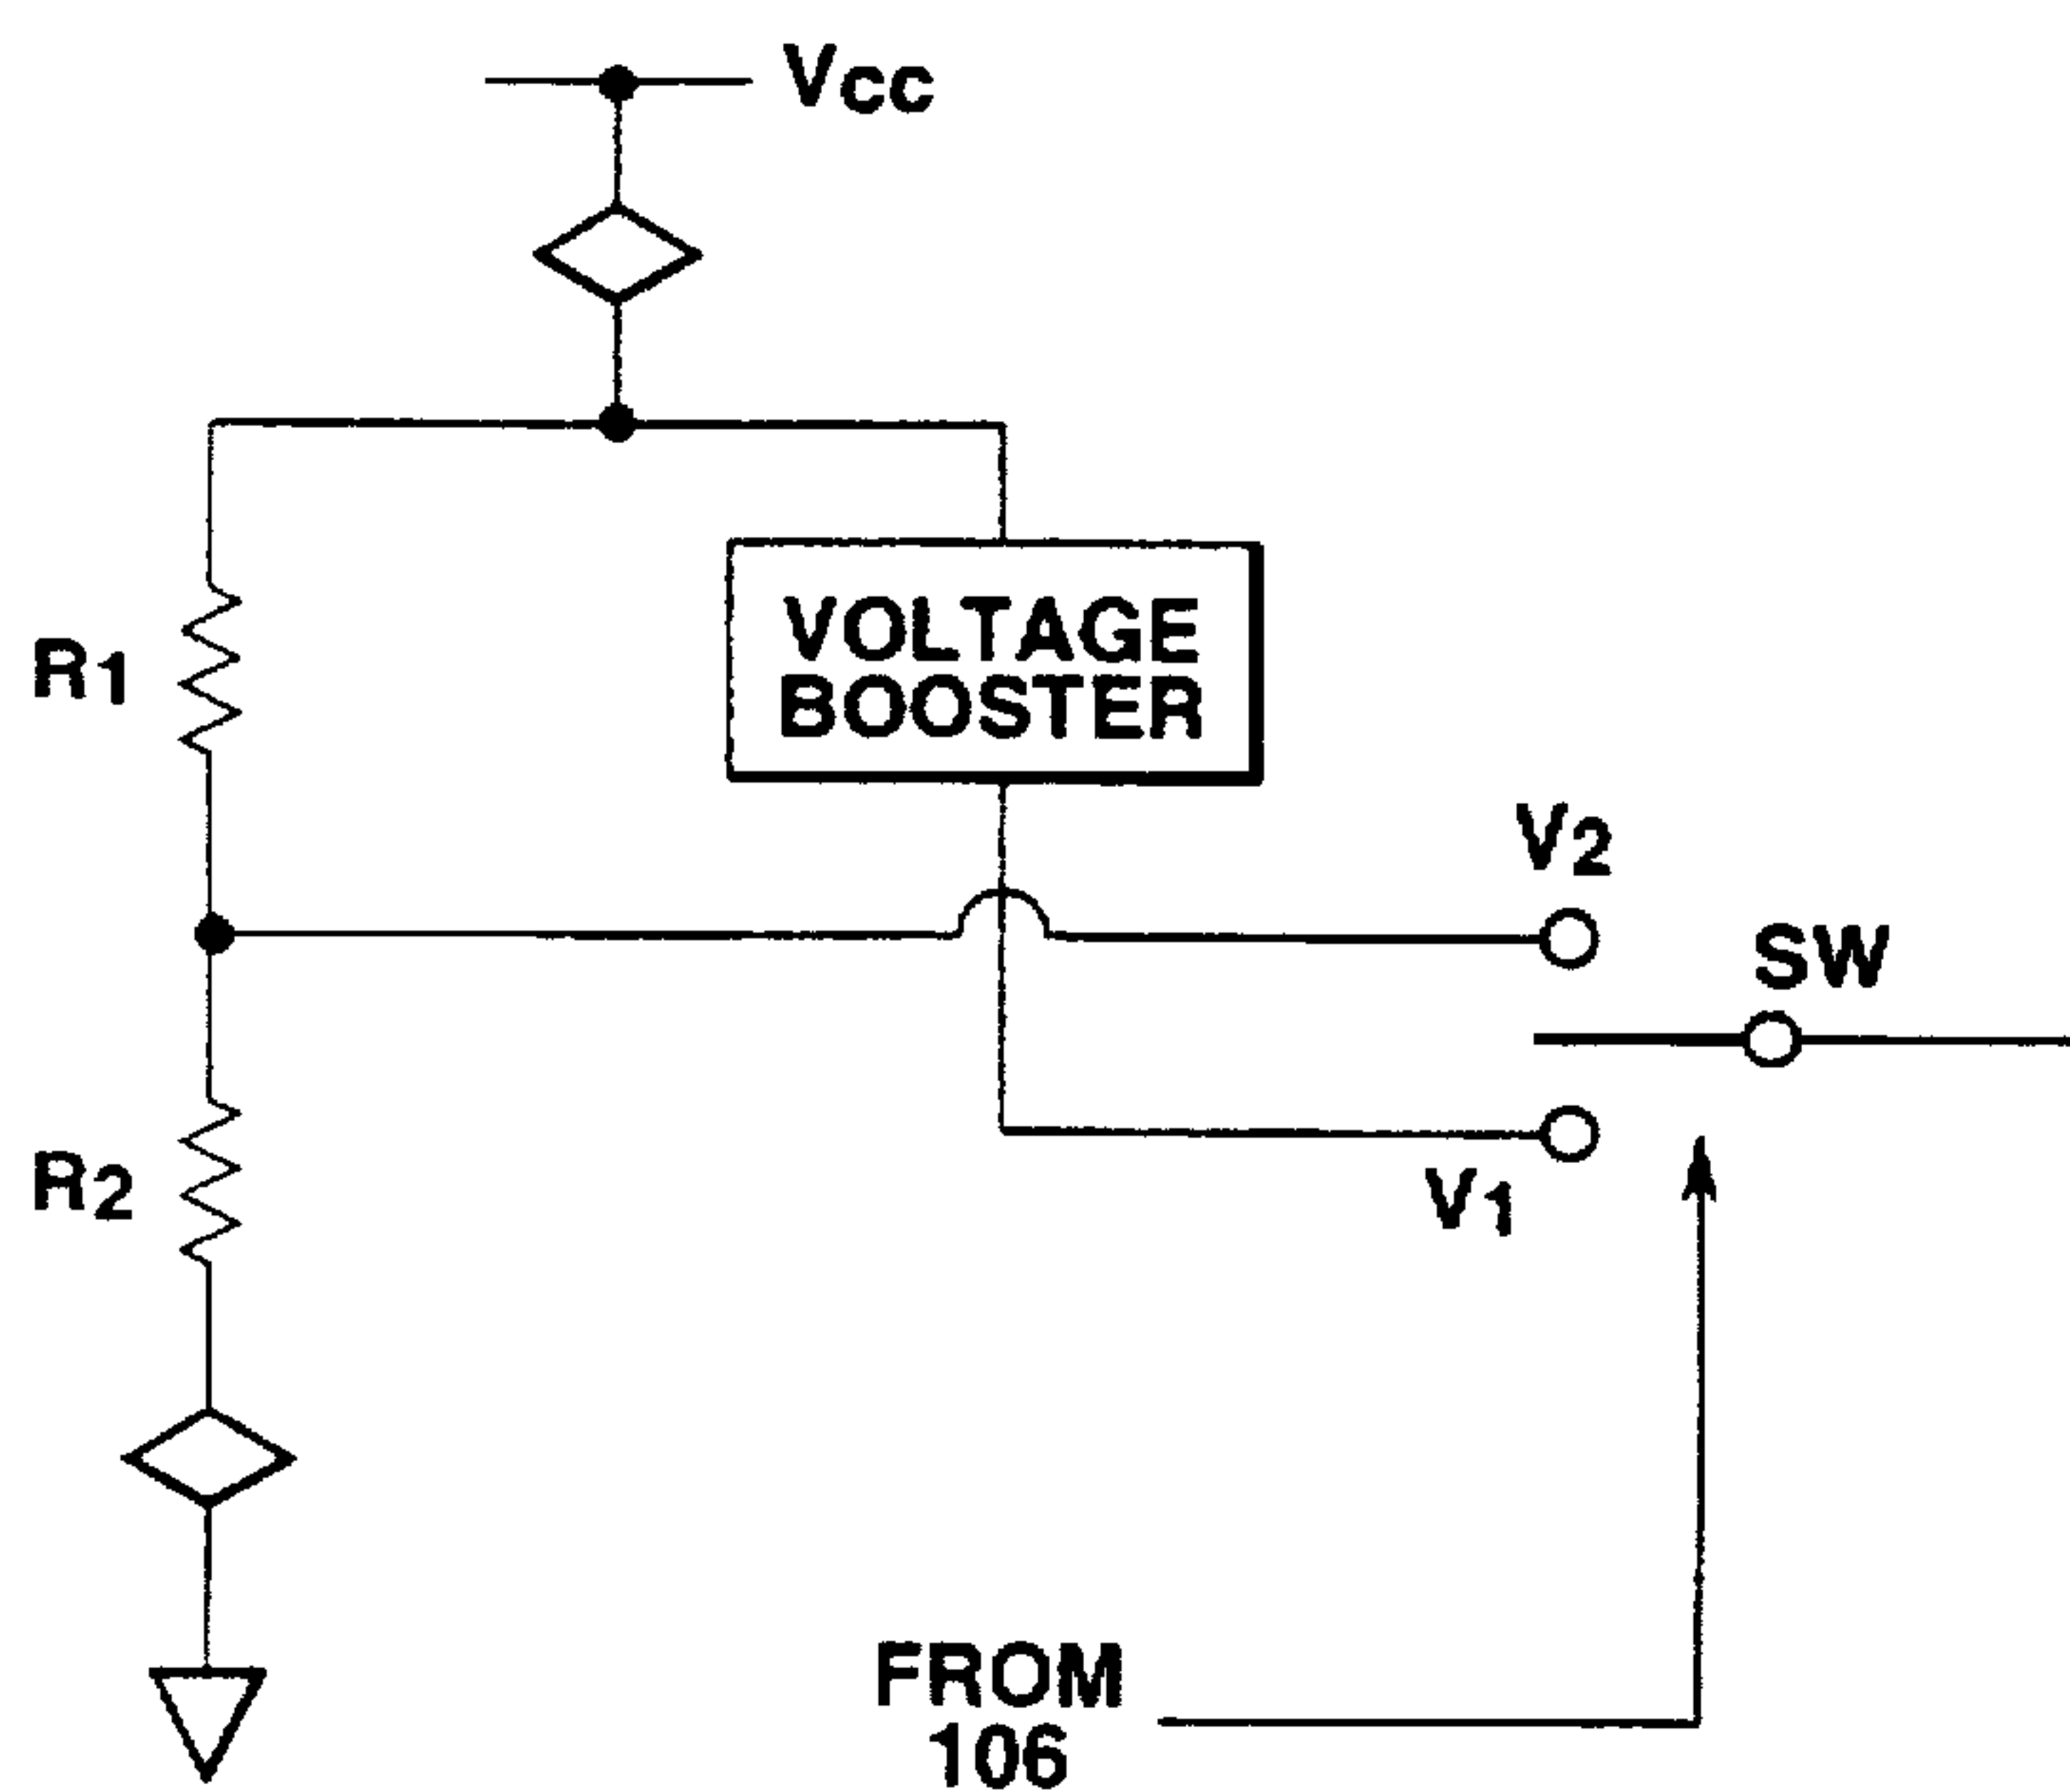 Vcc
VOLTAGE
BOOSTER
R1
V2
SW
R2
V1
FROM
106